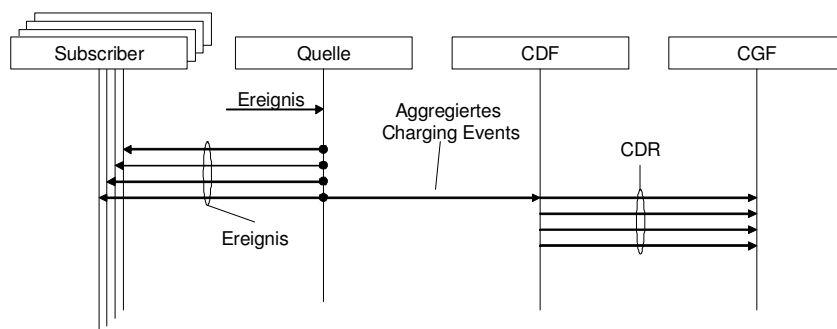 Subscriber
Quelle
CDF
CGF
Ereignis
Aggregiertes
Charging Events
CDR
Ereignis